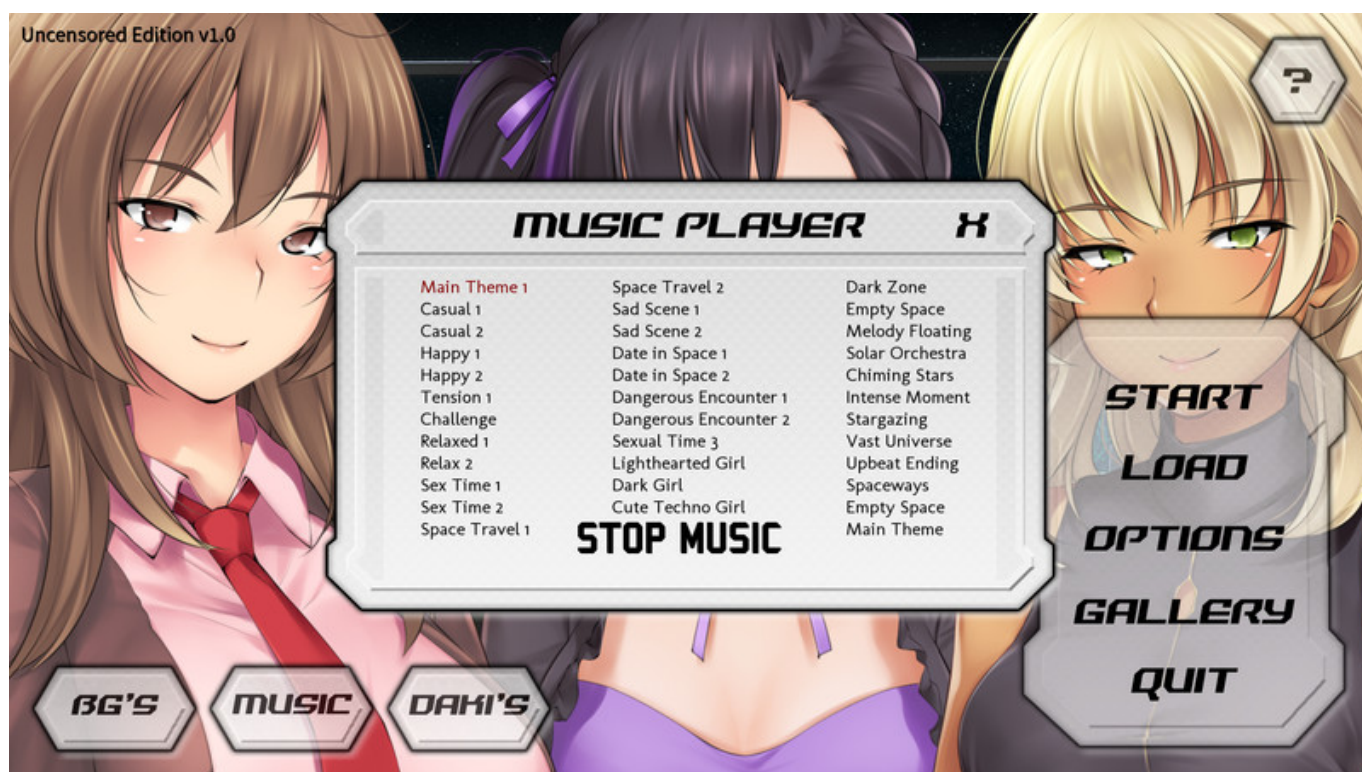 Uncensored Edition v1.0
?
MUSIC PLAYER X
Main Theme 1
Casual 1
Casual 2
Happy 1
Happy 2
Tension 1
Challenge
Relaxed 1
Relax 2
Sex Time 1
Sex Time 2
Space Travel 1
Space Travel 2
Sad Scene 1
Sad Scene 2
Date in Space 1
Date in Space 2
Dangerous Encounter 1
Dangerous Encounter 2
Sexual Time 3
Lighthearted Girl
Dark Girl
Cute Techno Girl
STOP MUSIC
Dark Zone
Empty Space
Melody Floating
Solar Orchestra
Chiming Stars
Intense Moment
Stargazing
Vast Universe
Upbeat Ending
Spaceways
Empty Space
Main Theme
START
LOAD
OPTIONS
GALLERY
QUIT
BG'S
MUSIC
DAKI'S